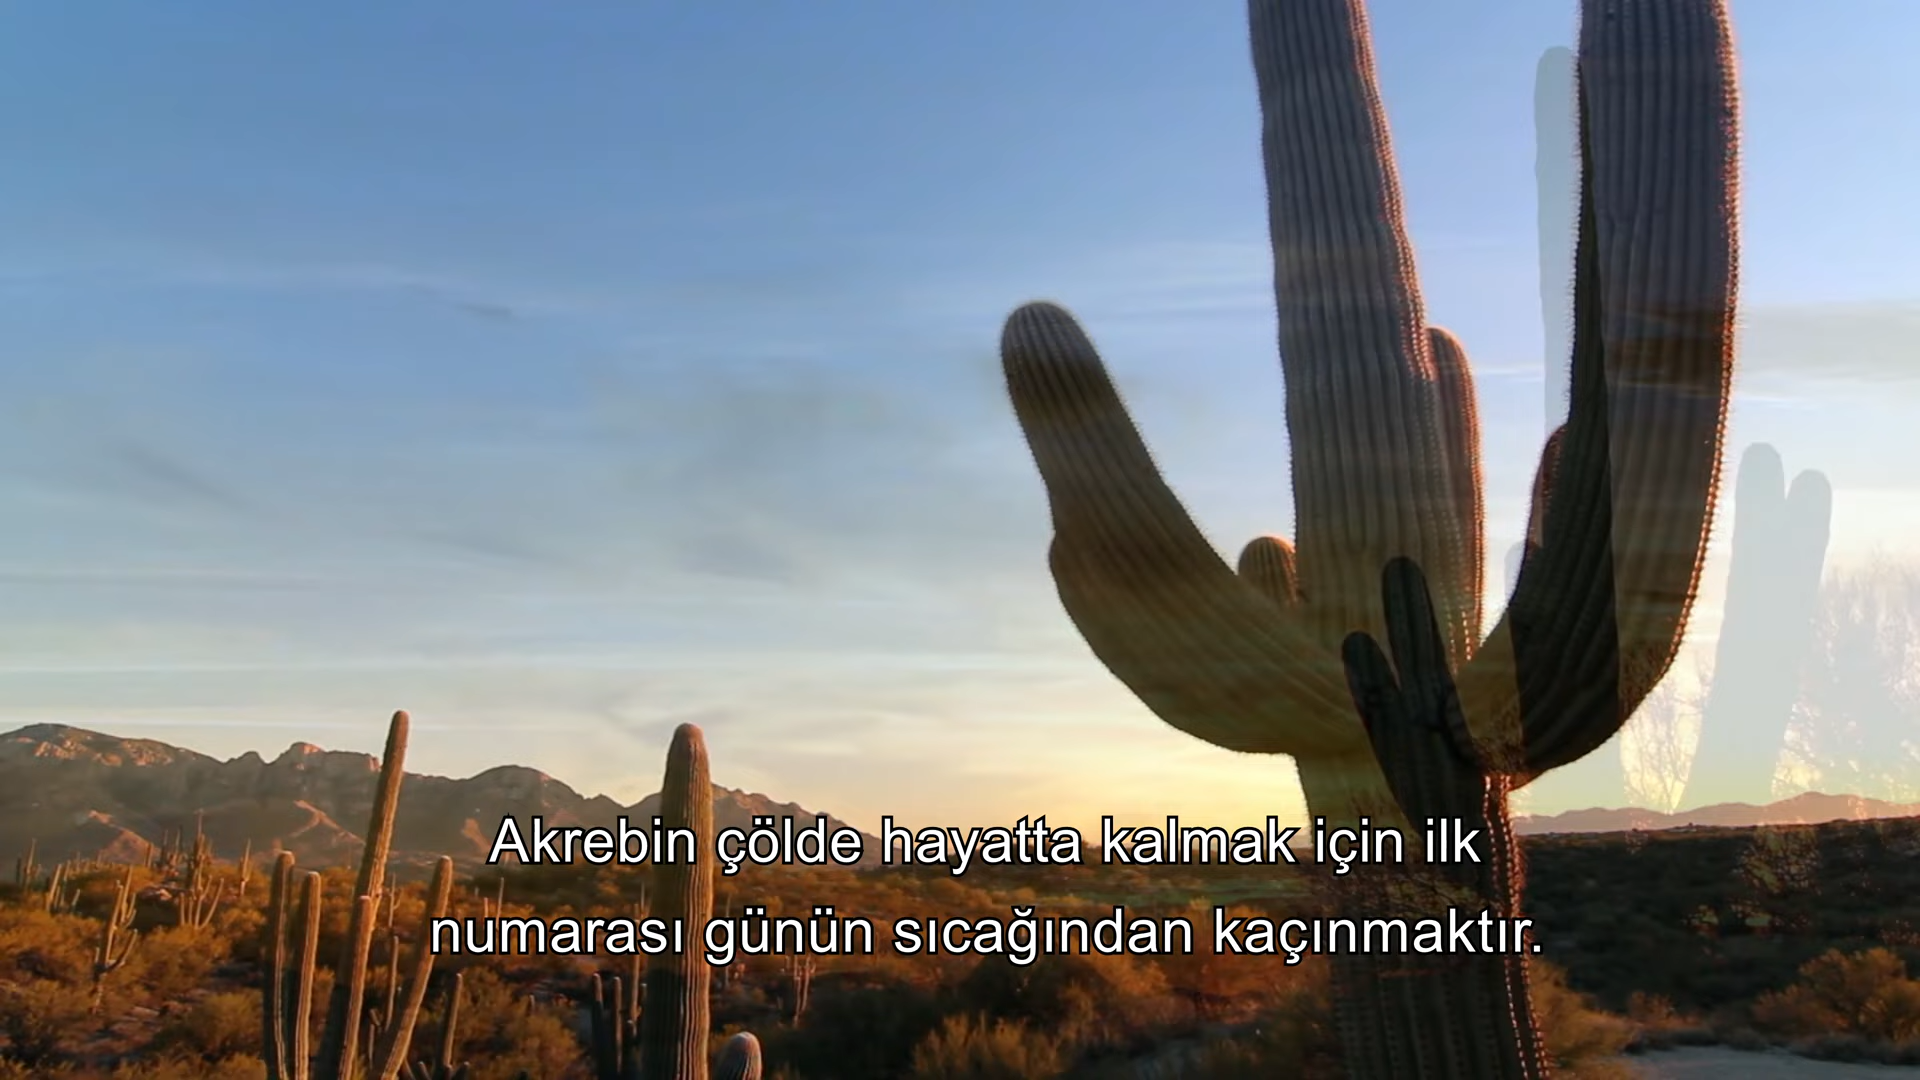 Akrebin çölde hayatta kalmak için ilk
numarası günün sıcağından kaçınmaktır.